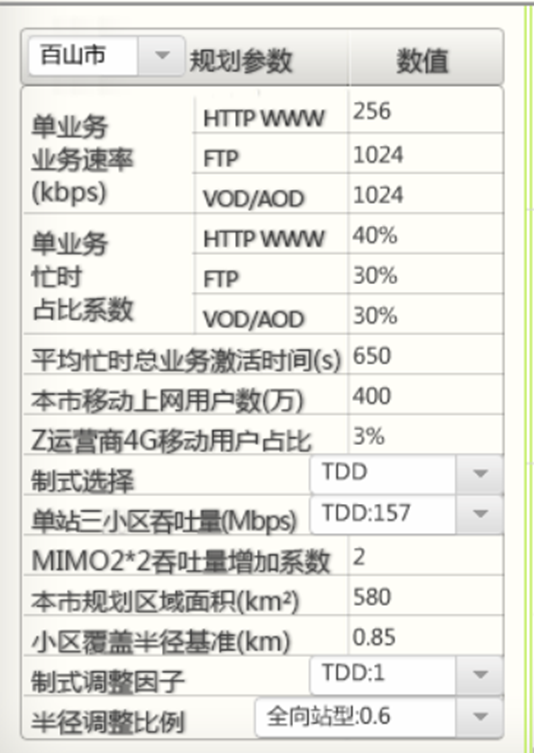 百山市 规划参数 数值
单业务
业务速率
(kbps)
HTTP WWW 256
FTP 1024
VOD/AOD 1024
单业务
忙时
占比系数
HTTP WWW 40%
FTP 30%
VOD/AOD 30%
平均忙时总业务激活时间(s) 650
本市移动上网用户数(万) 400
Z运营商4G移动用户占比 3%
制式选择 TDD
单站三小区吞吐量(Mbps) TDD:157
MIMO2*2吞吐量增加系数 2
本市规划区域面积(km²) 580
小区覆盖半径基准(km) 0.85
制式调整因子 TDD:1
半径调整比例 全向站型:0.6